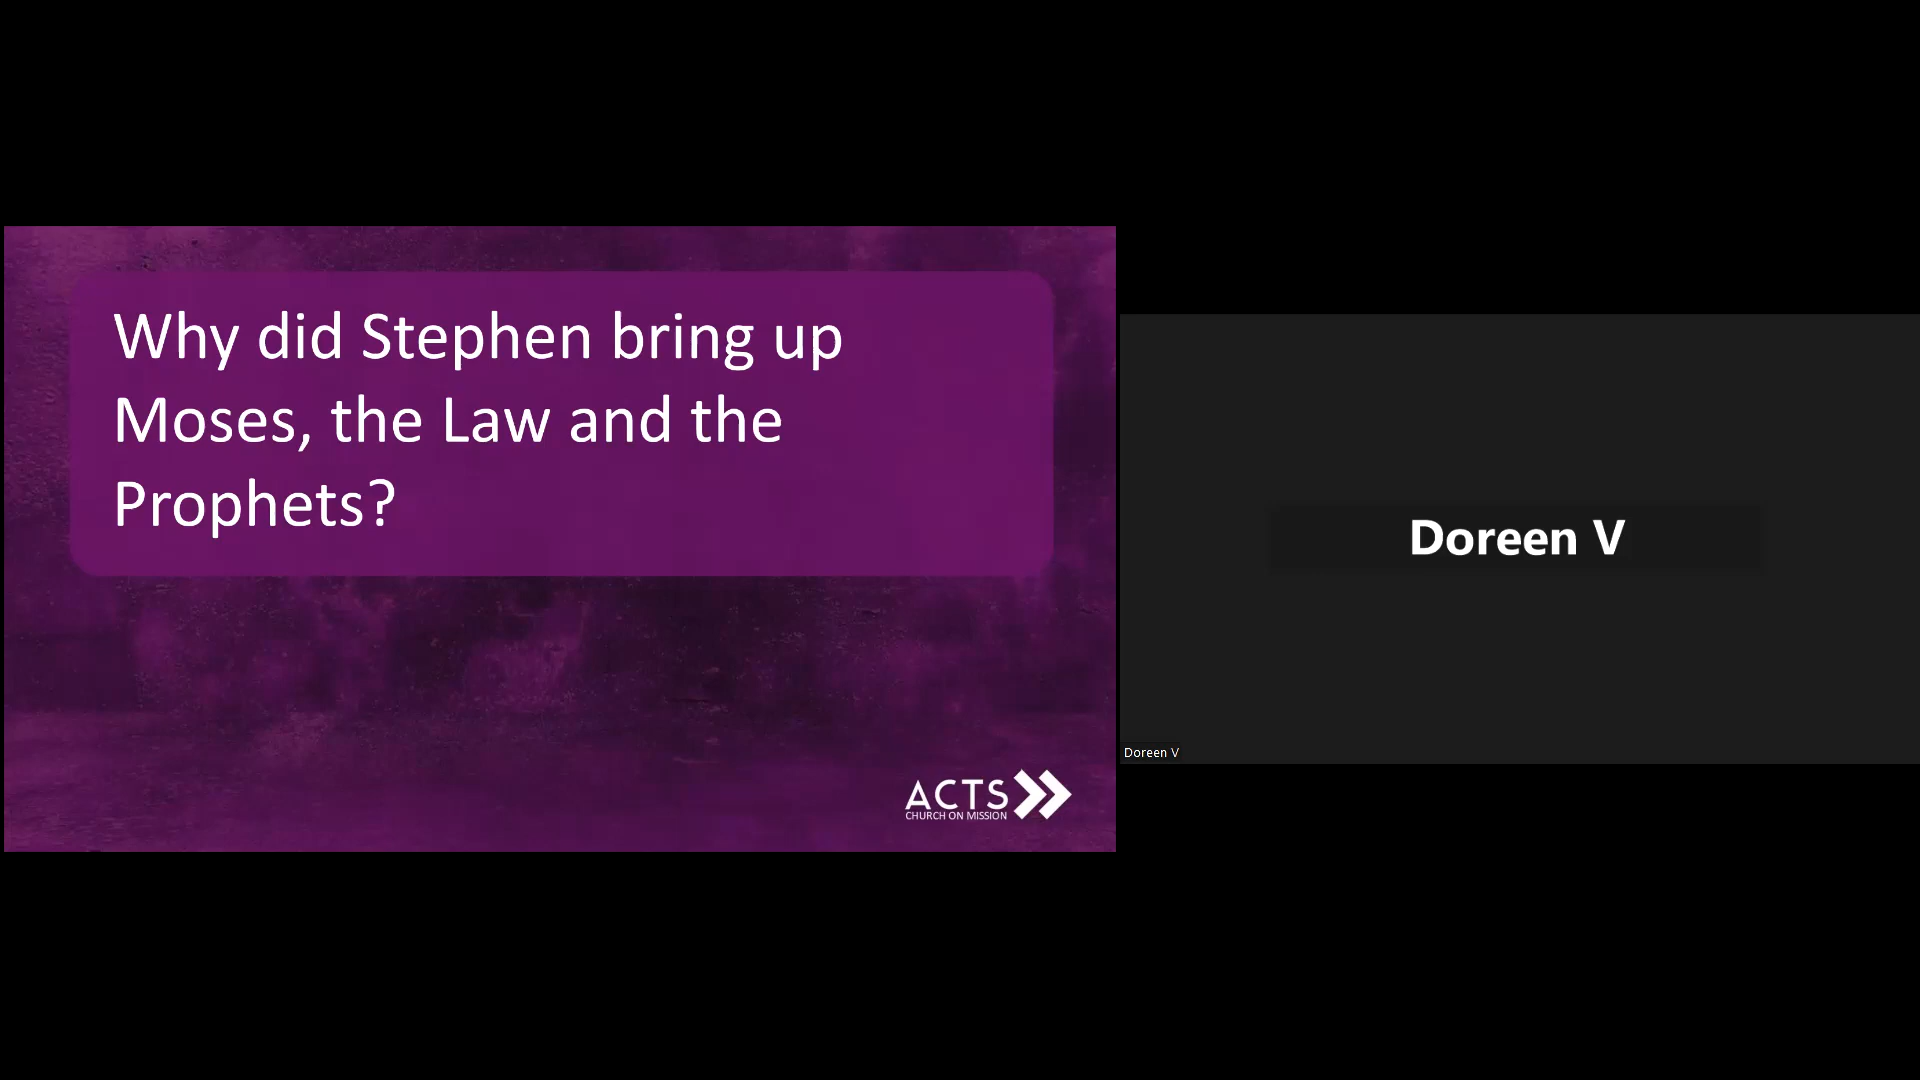 Why did Stephen bring up
Moses, the Law and the
Prophets?
ACTS
CHURCH ON MISSION
Doreen V
Doreen V